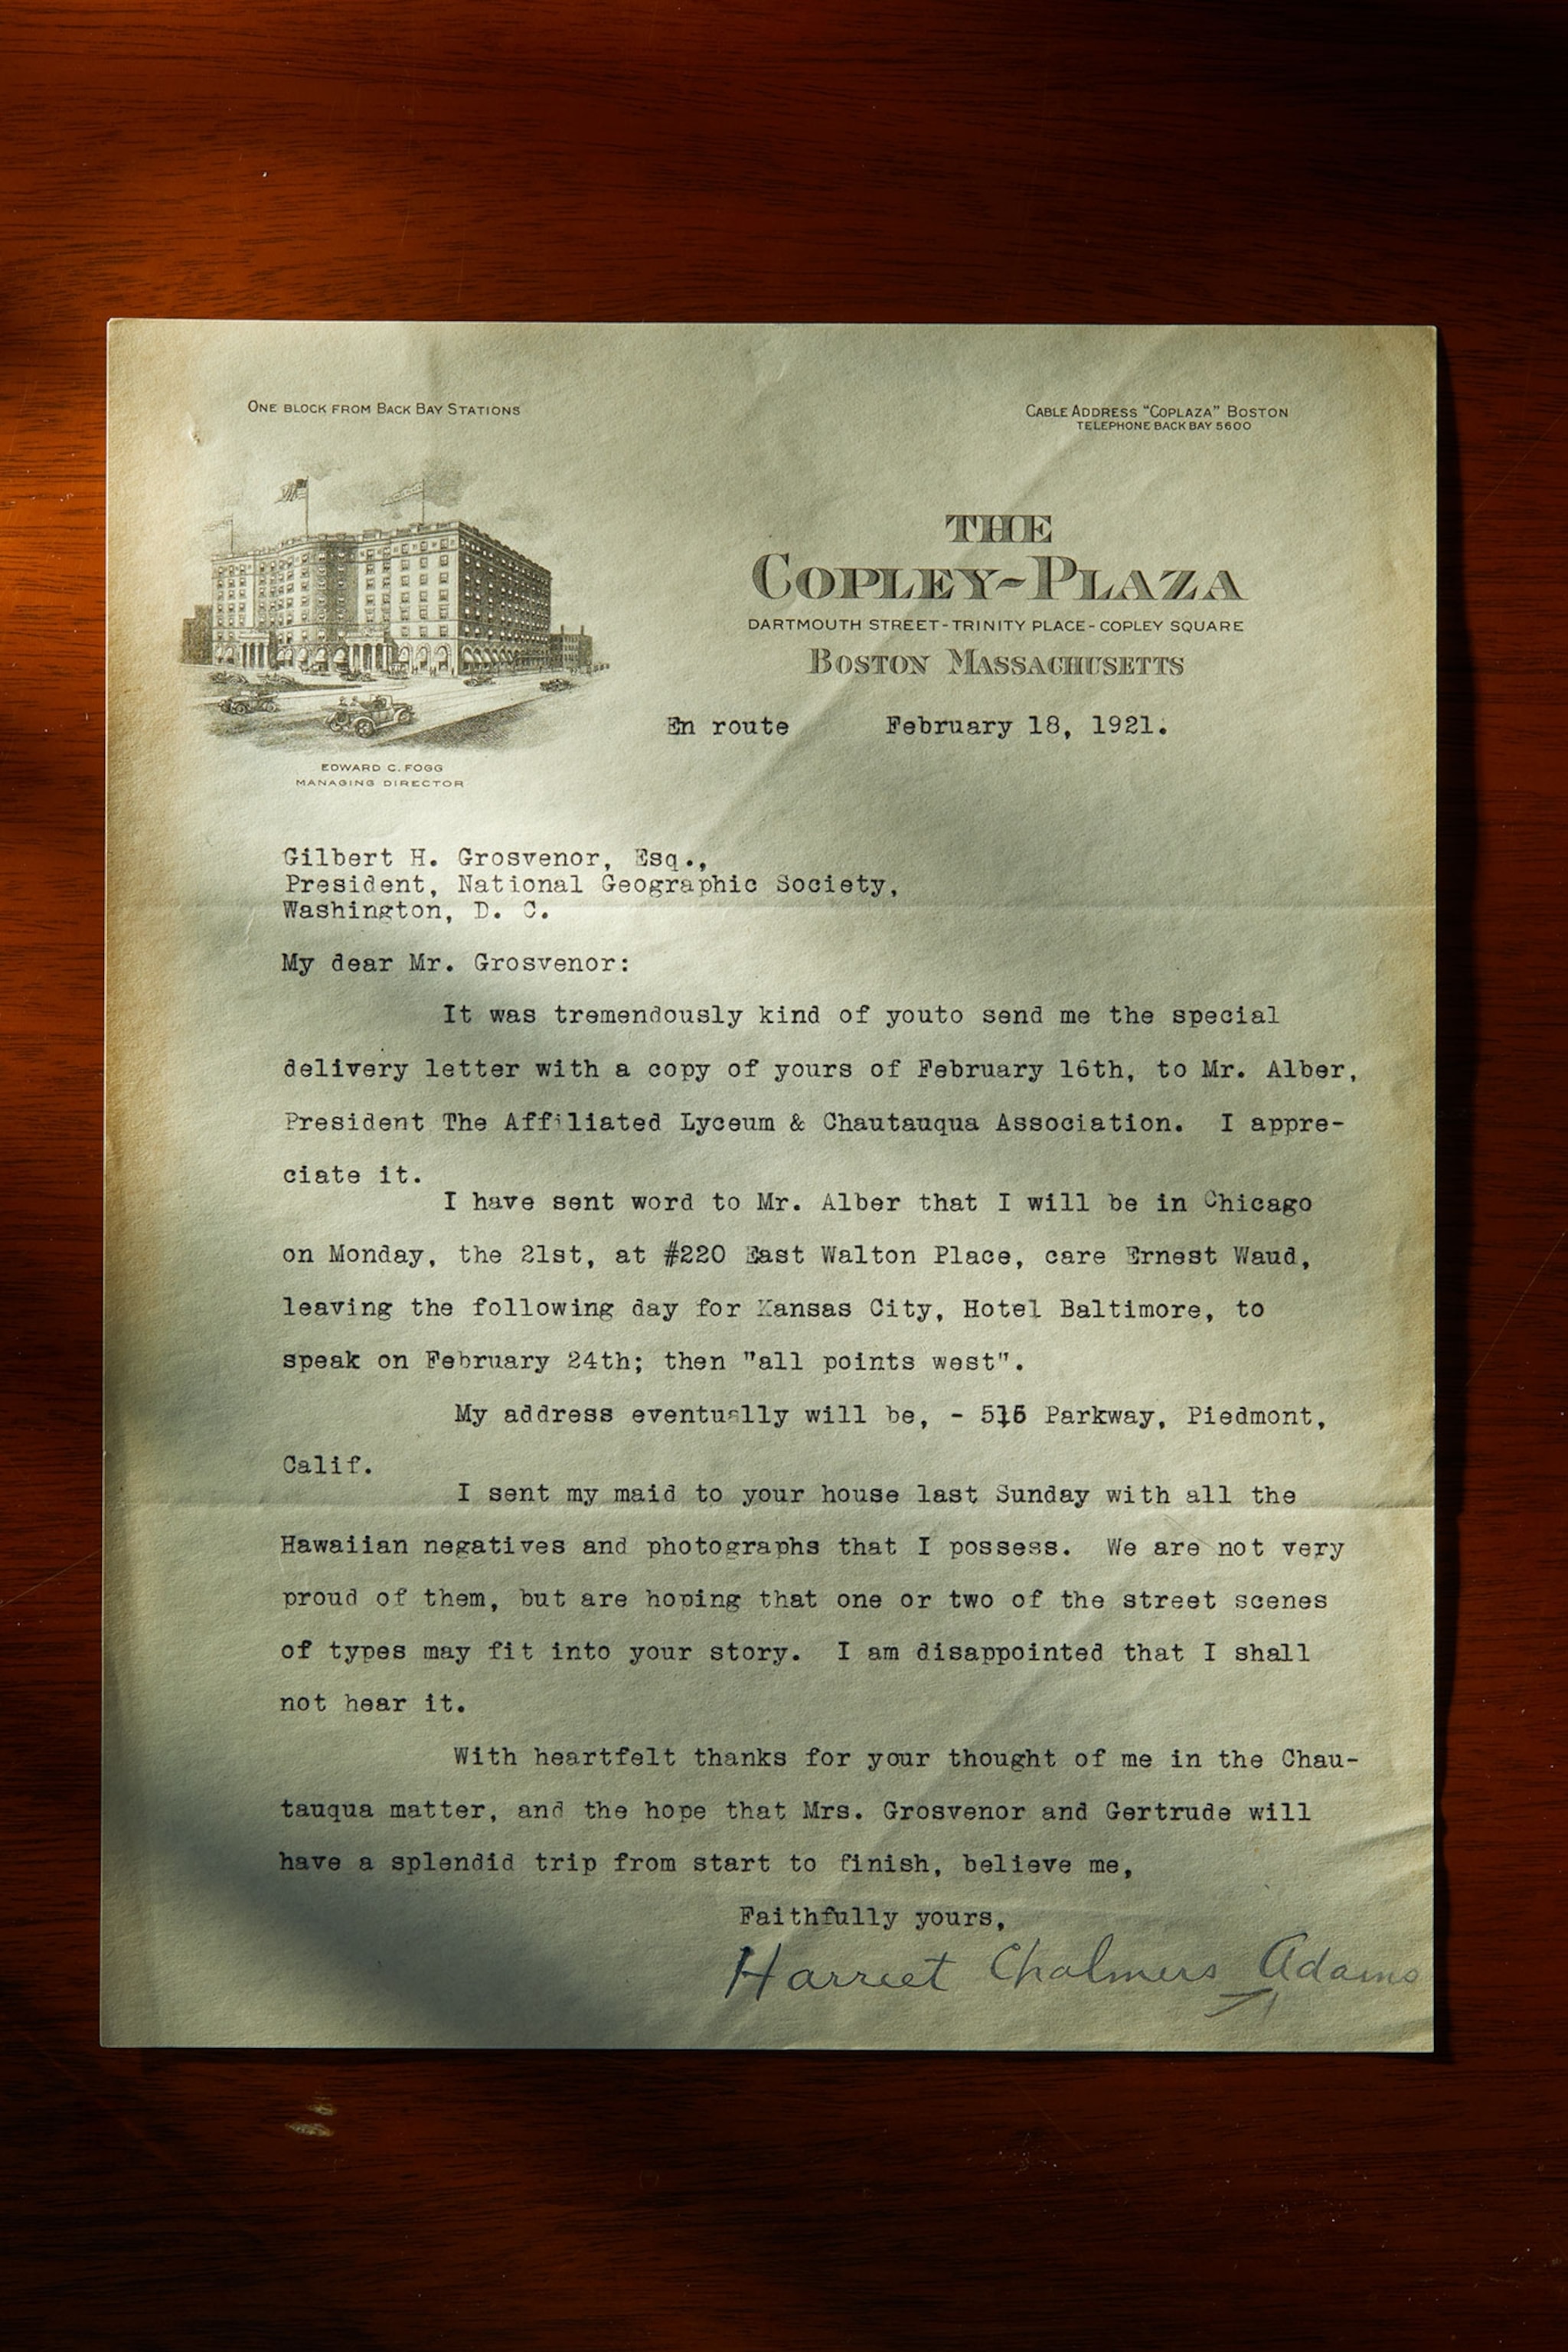 ONE BLOCK FROM BACK BAY STATIONS
CABLE ADDRESS "COPLAZA" BOSTON
TELEPHONE BACK BAY 5600
THE
COPLEY-PLAZA
DARTMOUTH STREET-TRINITY PLACE-COPLEY SQUARE
BOSTON MASSACHUSETTS
EDWARD C. FOGG
MANAGING DIRECTOR
En route February 18, 1921.
Gilbert H. Grosvenor, Esq.,
President, National Geographic Society,
Washington, D. C.
My dear Mr. Grosvenor:
It was tremendously kind of youto send me the special
delivery letter with a copy of yours of February 16th, to Mr. Alber,
President The Affiliated Lyceum & Chautauqua Association. I appre-
ciate it.
I have sent word to Mr. Alber that I will be in Chicago
on Monday, the 21st, at #220 East Walton Place, care Ernest Waud,
leaving the following day for Kansas City, Hotel Baltimore, to
speak on February 24th; then "all points west".
My address eventually will be, - Parkway, Piedmont,
Calif.
I sent my maid to your house last Sunday with all the
Hawaiian negatives and photographs that I possess. We are not very
proud of them, but are hoping that one or two of the street scenes
of types may fit into your story. I am disappointed that I shall
not hear it.
With heartfelt thanks for your thought of me in the Chau-
tauqua matter, and the hope that Mrs. Grosvenor and Gertrude will
have a splendid trip from start to finish, believe me,
Faithfully yours,
Harriet Chalmers Adams